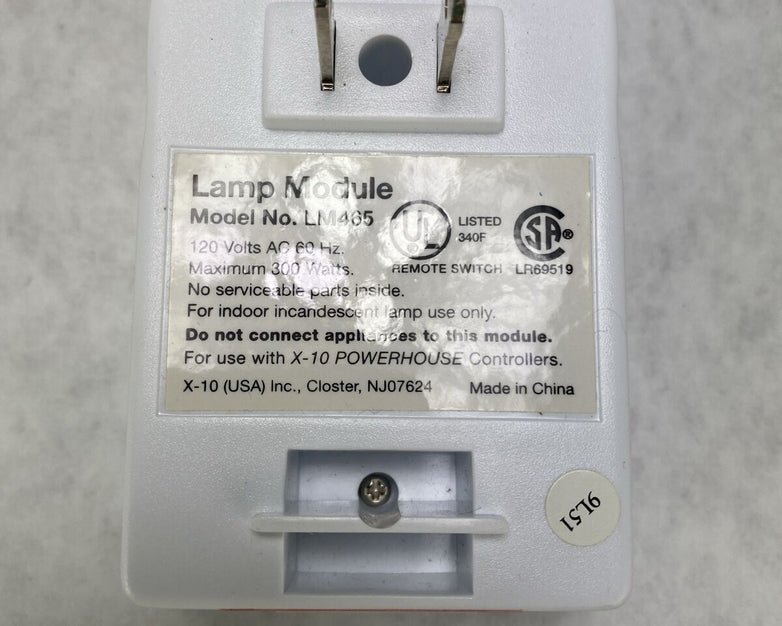 Lamp Module
Model No. LM465
120 Volts AC 60 Hz.
Maximum 300 Watts.
UL
LISTED
340F
REMOTE SWITCH
SA®
LR69519
No serviceable parts inside.
For indoor incandescent lamp use only.
Do not connect appliances to this module.
For use with X-10 POWERHOUSE Controllers.
X-10 (USA) Inc., Closter, NJ07624 Made in China
9L51